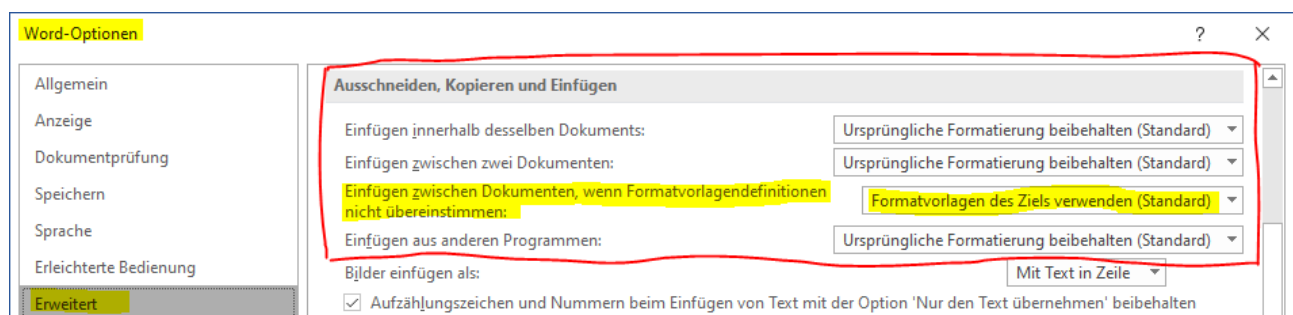 Word-Optionen
?
Allgemein
Anzeige
Dokumentprüfung
Speichern
Sprache
Erleichterte Bedienung
Erweitert
Ausschneiden, Kopieren und Einfügen
Einfügen innerhalb desselben Dokuments: Ursprüngliche Formatierung beibehalten (Standard)
Einfügen zwischen zwei Dokumenten: Ursprüngliche Formatierung beibehalten (Standard)
Einfügen zwischen Dokumenten, wenn Formatvorlagendefinitionen
nicht übereinstimmen: Formatvorlagen des Ziels verwenden (Standard)
Einfügen aus anderen Programmen: Ursprüngliche Formatierung beibehalten (Standard)
Bilder einfügen als: Mit Text in Zeile
Aufzählungszeichen und Nummern beim Einfügen von Text mit der Option 'Nur den Text übernehmen' beibehalten